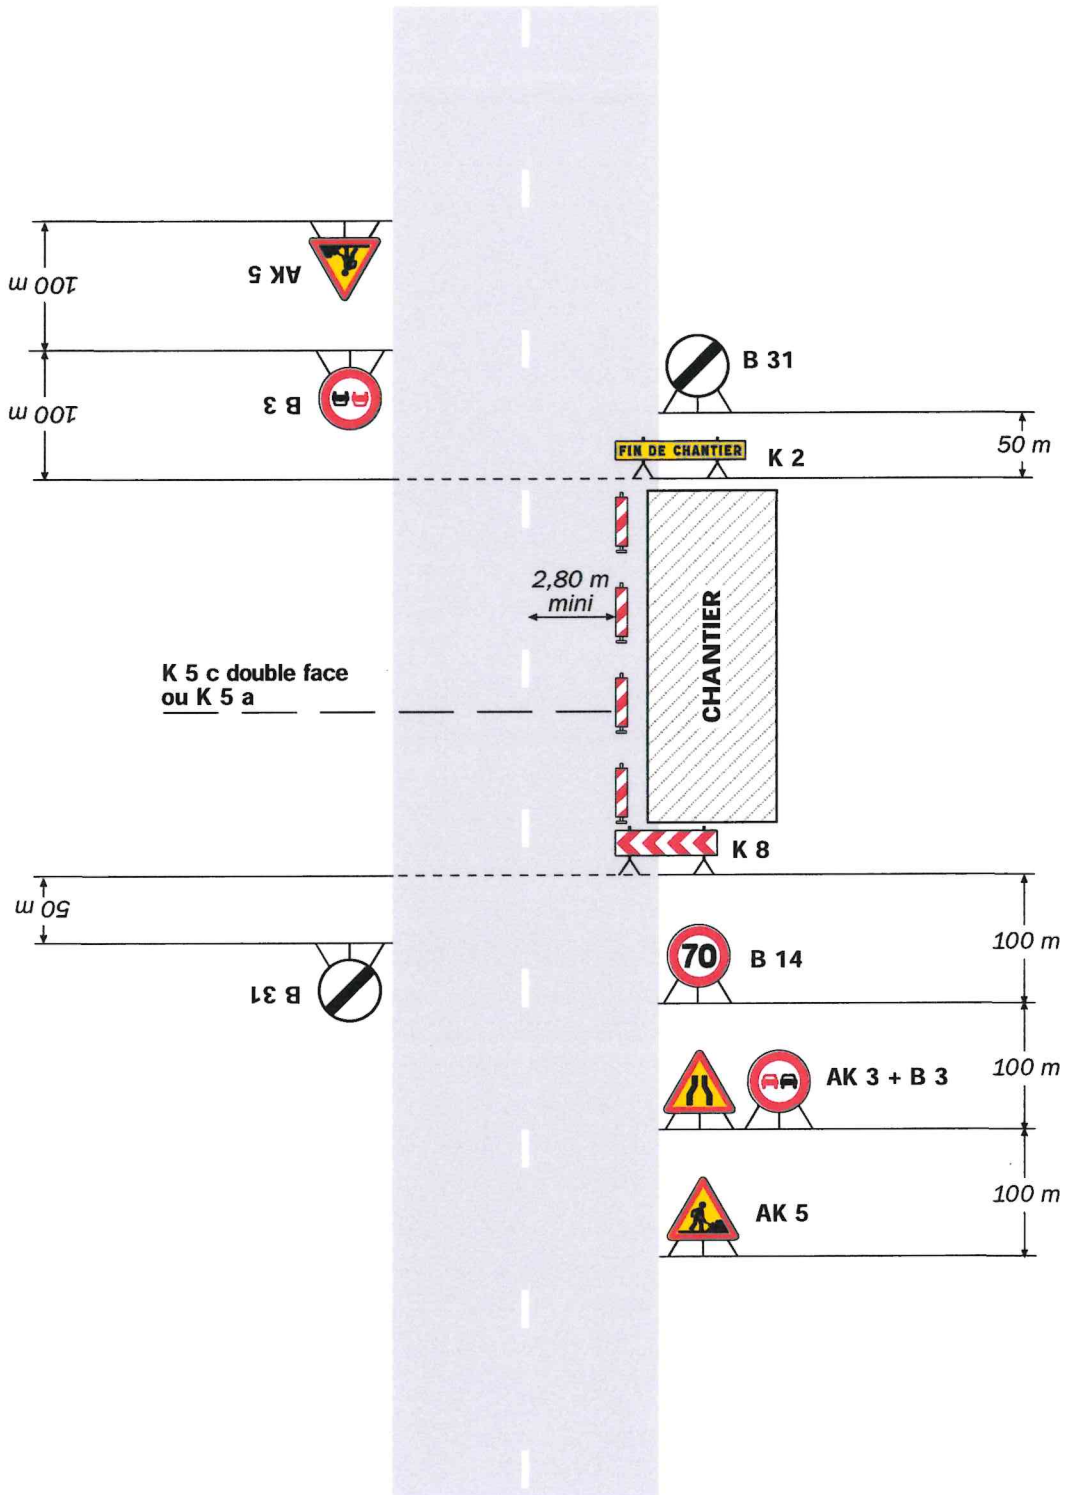 AK 5
100 m
B 3
100 m
B 31
FIN DE CHANTIER
K 2
50 m
2,80 m
mini
CHANTIER
K 5 c double face
ou K 5 a
K 8
50 m
B 31
70
B 14
100 m
AK 3 + B 3
100 m
AK 5
100 m